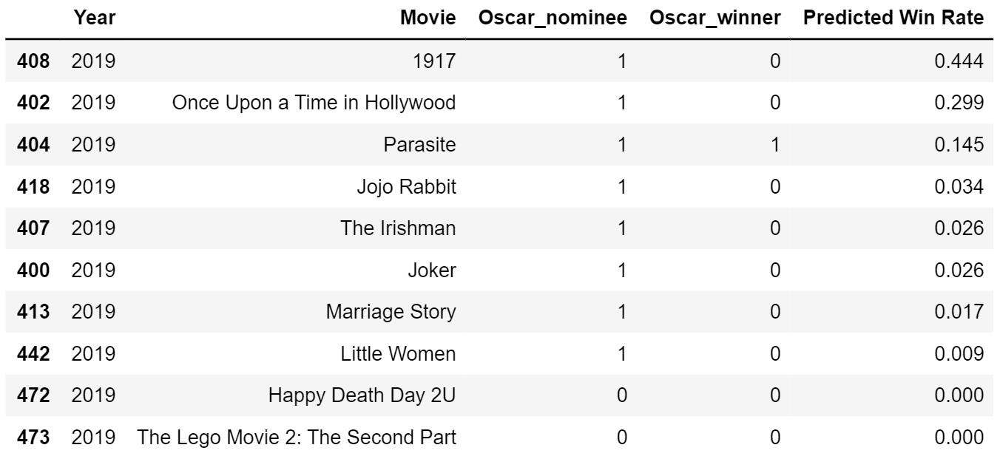 Year Movie Oscar_nominee Oscar_winner Predicted Win Rate
408 2019 1917 1 0 0.444
402 2019 Once Upon a Time in Hollywood 1 0 0.299
404 2019 Parasite 1 1 0.145
418 2019 Jojo Rabbit 1 0 0.034
407 2019 The Irishman 1 0 0.026
400 2019 Joker 1 0 0.026
413 2019 Marriage Story 1 0 0.017
442 2019 Little Women 1 0 0.009
472 2019 Happy Death Day 2U 0 0 0.000
473 2019 The Lego Movie 2: The Second Part 0 0 0.000